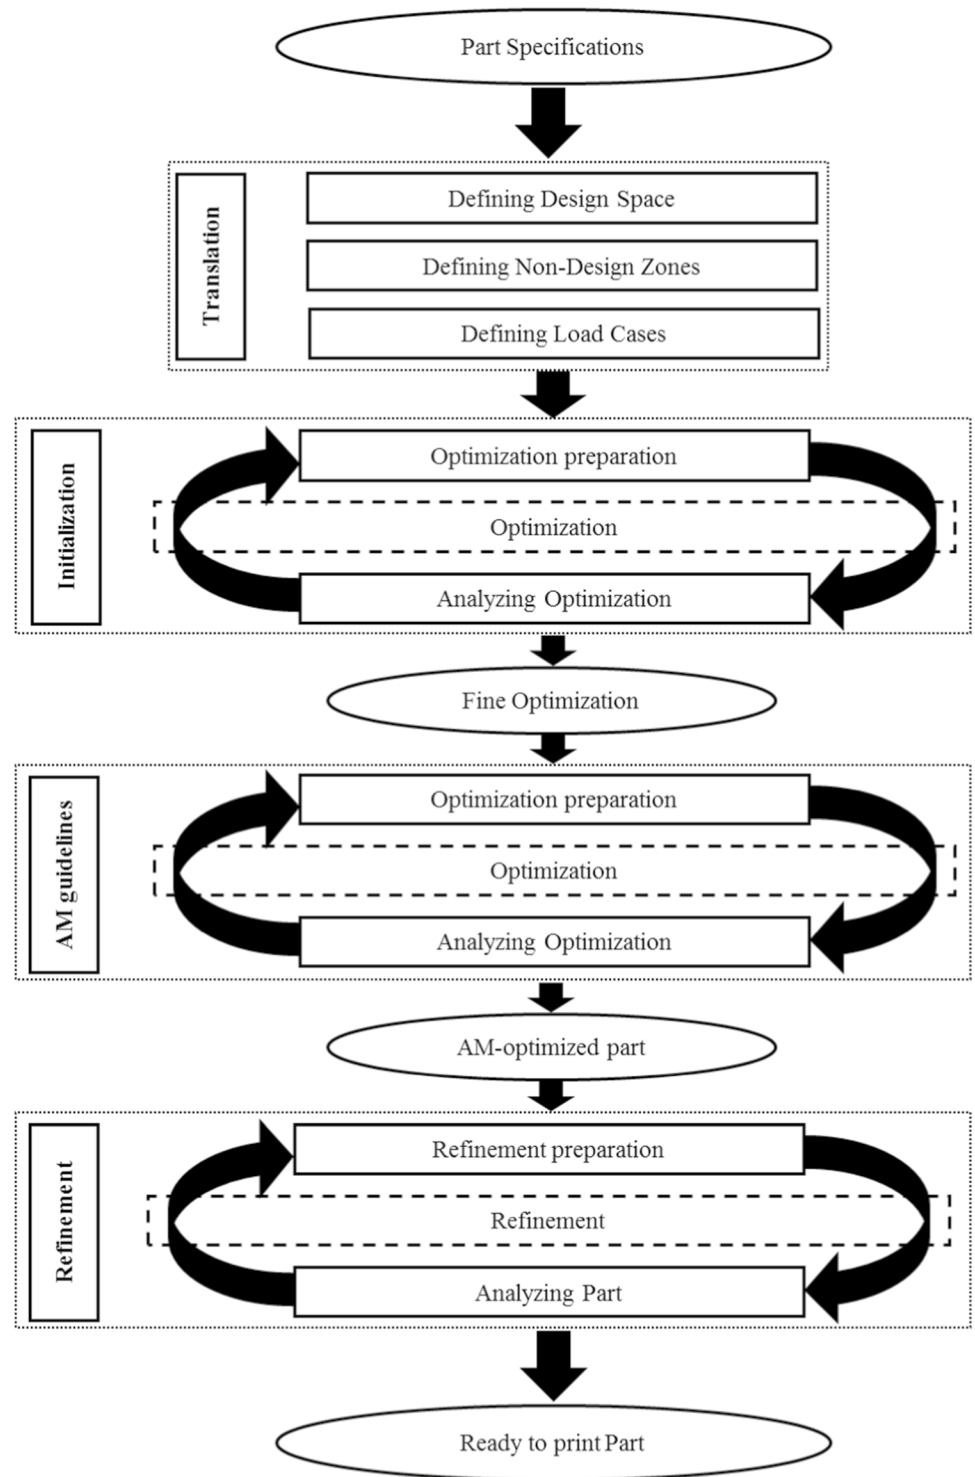 Part Specifications
Translation
Defining Design Space
Defining Non-Design Zones
Defining Load Cases
Initialization
Optimization preparation
Optimization
Analyzing Optimization
Fine Optimization
AM guidelines
Optimization preparation
Optimization
Analyzing Optimization
AM-optimized part
Refinement
Refinement preparation
Refinement
Analyzing Part
Ready to print Part